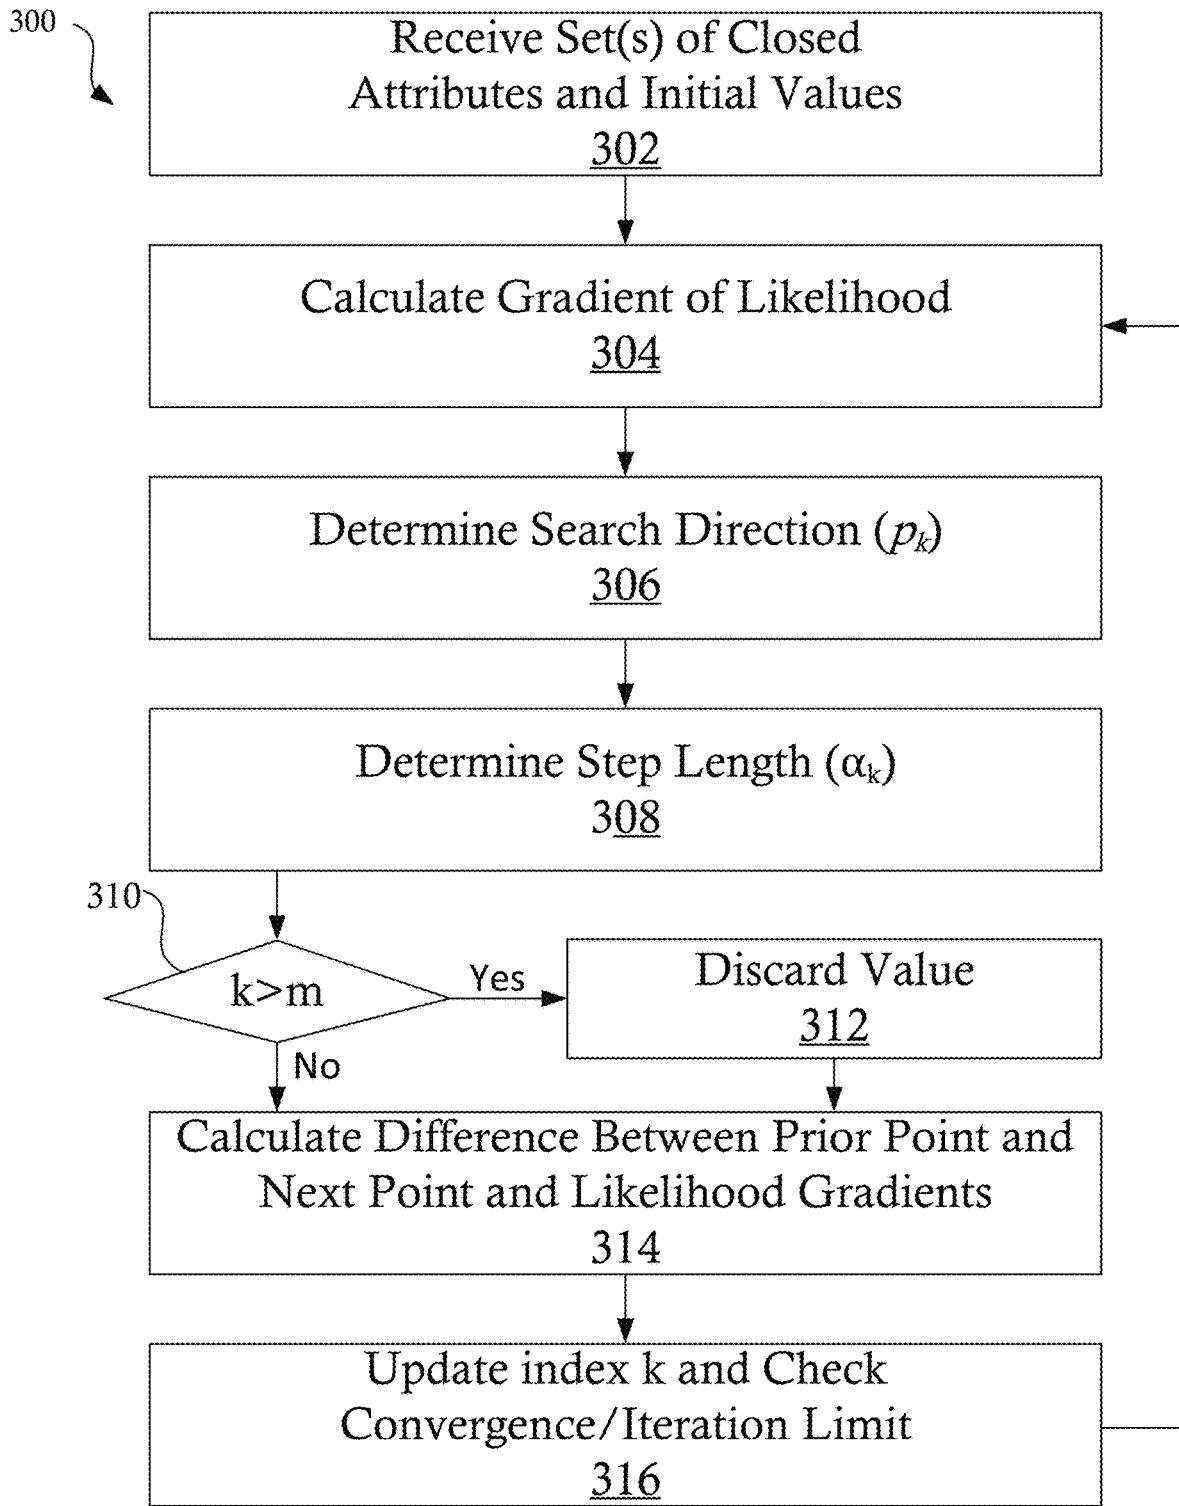 300
Receive Set(s) of Closed
Attributes and Initial Values
302
Calculate Gradient of Likelihood
304
Determine Search Direction (pₖ)
306
Determine Step Length (αₖ)
308
310
k>m
Yes
Discard Value
312
No
Calculate Difference Between Prior Point and
Next Point and Likelihood Gradients
314
Update index k and Check
Convergence/Iteration Limit
316